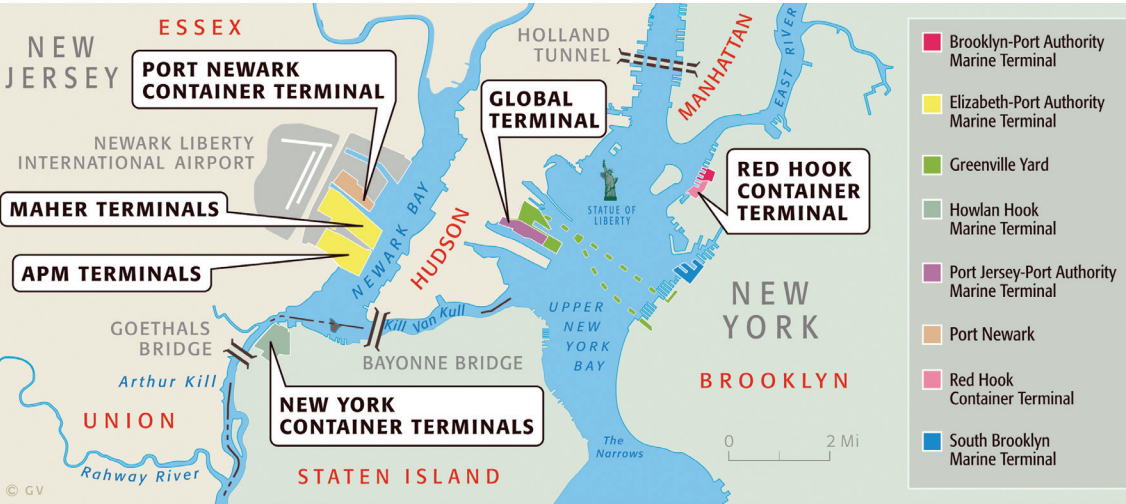 NEW
JERSEY
ESSEX
PORT NEWARK
CONTAINER TERMINAL
NEWARK LIBERTY
INTERNATIONAL AIRPORT
MAHER TERMINALS
APM TERMINALS
NEWARK BAY
HUDSON
HOLLAND
TUNNEL
MANHATTAN
EAST RIVER
GLOBAL
TERMINAL
STATUE OF
LIBERTY
RED HOOK
CONTAINER
TERMINAL
GOETHALS
BRIDGE
Arthur Kill
Kill Van Kull
BAYONNE BRIDGE
UPPER
NEW
YORK
BAY
NEW
YORK
BROOKLYN
UNION
NEW YORK
CONTAINER TERMINALS
Rahway River
STATEN ISLAND
The
Narrows
0 2 Mi
© GV
Brooklyn-Port Authority
Marine Terminal
Elizabeth-Port Authority
Marine Terminal
Greenville Yard
Howlan Hook
Marine Terminal
Port Jersey-Port Authority
Marine Terminal
Port Newark
Red Hook
Container Terminal
South Brooklyn
Marine Terminal